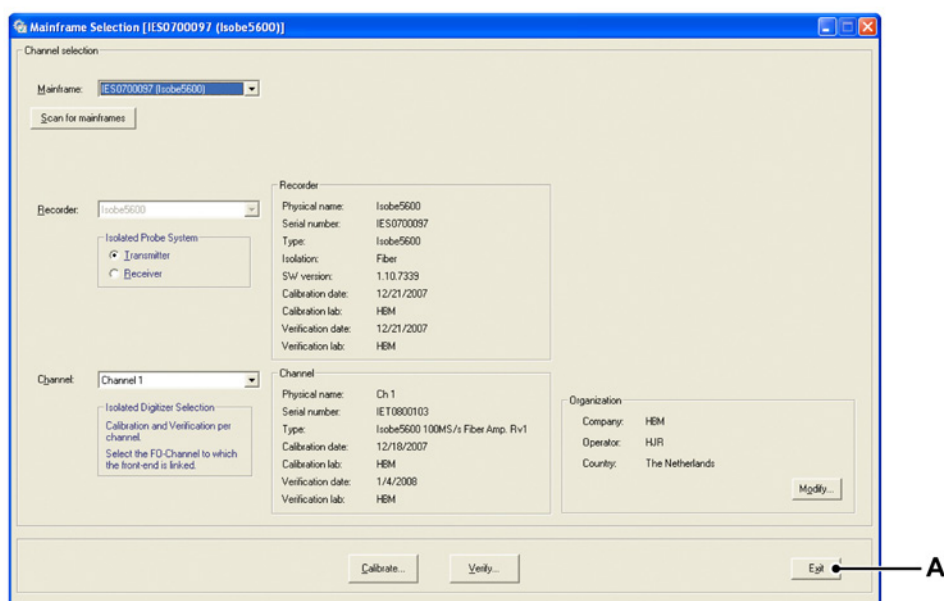 Mainframe Selection [IES0700097 (Isobe5600)]
Channel selection
Mainframe: IES0700097 (Isobe5600)
Scan for mainframes
Recorder: Isobe5600
Isolated Probe System
Transmitter
Receiver
Recorder
Physical name: Isobe5600
Serial number: IES0700097
Type: Isobe5600
Isolation: Fiber
SW version: 1.10.7339
Calibration date: 12/21/2007
Calibration lab: HBM
Verification date: 12/21/2007
Verification lab: HBM
Channel: Channel 1
Isolated Digitizer Selection
Calibration and Verification per
channel.
Select the FO-Channel to which
the front-end is linked.
Channel
Physical name: Ch 1
Serial number: IET0800103
Type: Isobe5600 100MS/s Fiber Amp. Rv1
Calibration date: 12/18/2007
Calibration lab: HBM
Verification date: 1/4/2008
Verification lab: HBM
Organization
Company: HBM
Operator: HJR
Country: The Netherlands
Modify...
Calibrate... Verify... Exit A